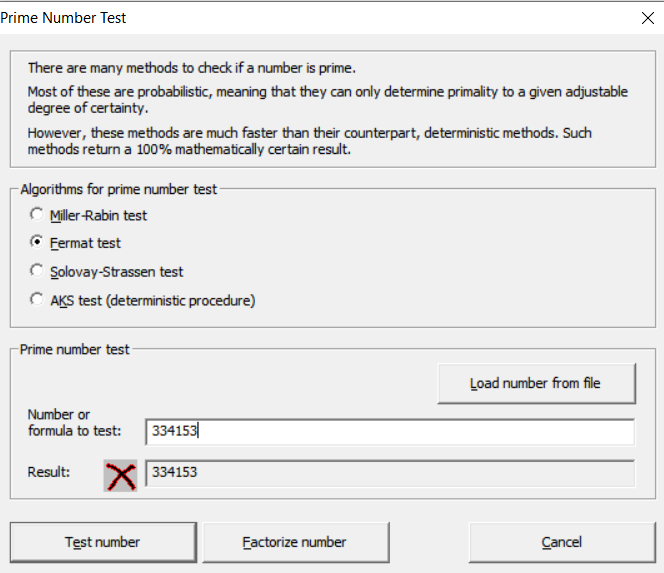 Prime Number Test
There are many methods to check if a number is prime.
Most of these are probabilistic, meaning that they can only determine primality to a given adjustable
degree of certainty.
However, these methods are much faster than their counterpart, deterministic methods. Such
methods return a 100% mathematically certain result.
Algorithms for prime number test
Miller-Rabin test
Fermat test
Solovay-Strassen test
AKS test (deterministic procedure)
Prime number test
Load number from file
Number or
formula to test:
334153
Result:
334153
Test number
Factorize number
Cancel